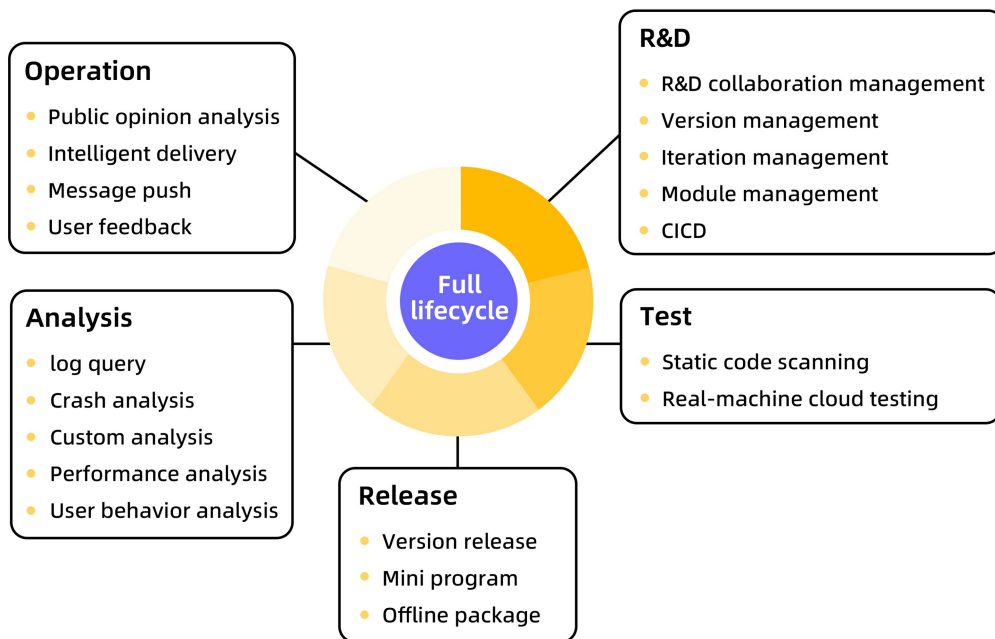 Operation
Public opinion analysis
Intelligent delivery
Message push
User feedback
R&D
R&D collaboration management
Version management
Iteration management
Module management
CICD
Full
lifecycle
Analysis
log query
Crash analysis
Custom analysis
Performance analysis
User behavior analysis
Test
Static code scanning
Real-machine cloud testing
Release
Version release
Mini program
Offline package